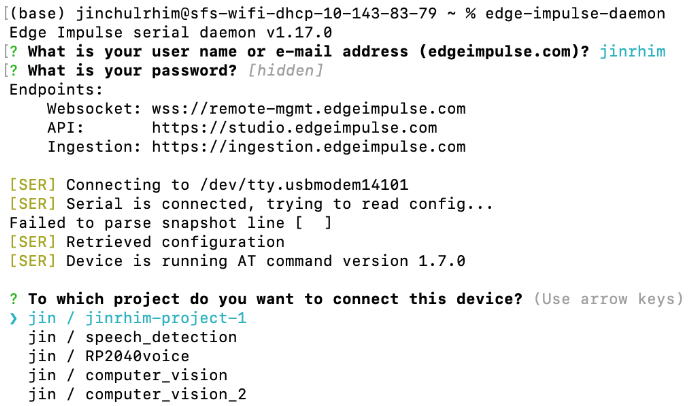 [(base) jinchulrhim@sfs-wifi-dhcp-10-143-83-79 ~ % edge-impulse-daemon
Edge Impulse serial daemon v1.17.0
[? What is your user name or e-mail address (edgeimpulse.com)? jinrhim
[? What is your password? [hidden]
Endpoints:
    Websocket: wss://remote-mgmt.edgeimpulse.com
    API:       https://studio.edgeimpulse.com
    Ingestion: https://ingestion.edgeimpulse.com
[SER] Connecting to /dev/tty.usbmodem14101
[SER] Serial is connected, trying to read config...
Failed to parse snapshot line [  ]
[SER] Retrieved configuration
[SER] Device is running AT command version 1.7.0
? To which project do you want to connect this device? (Use arrow keys)
❯ jin / jinrhim-project-1
  jin / speech_detection
  jin / RP2040voice
  jin / computer_vision
  jin / computer_vision_2